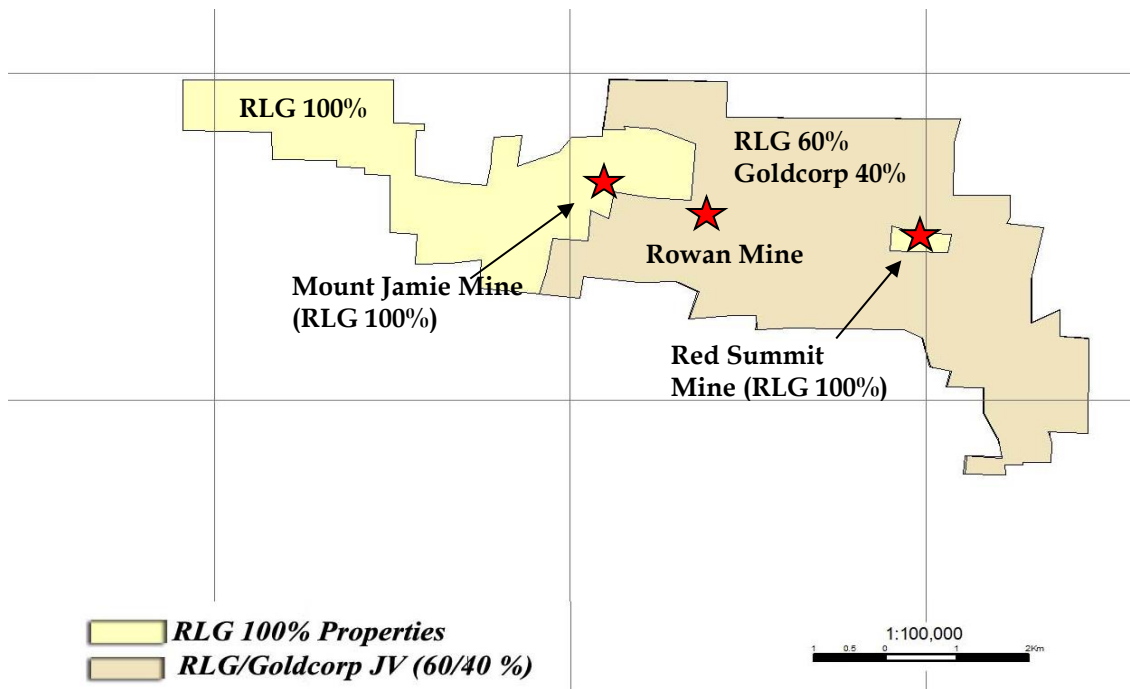 RLG 100%
RLG 60%
Goldcorp 40%
Rowan Mine
Mount Jamie Mine
(RLG 100%)
Red Summit
Mine (RLG 100%)
RLG 100% Properties
RLG/Goldcorp JV (60/40 %)
1:100,000
1 0.5 0 1 2Km